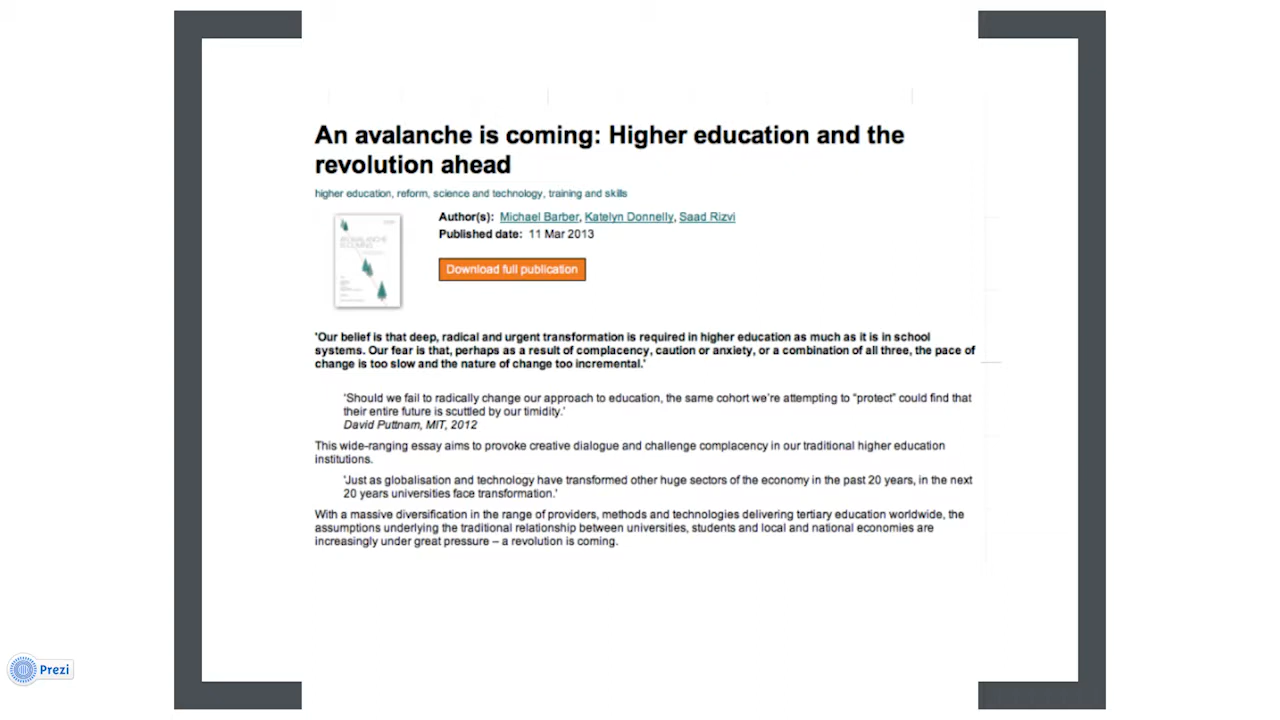 An avalanche is coming: Higher education and the
revolution ahead
higher education, reform, science and technology, training and skills
Author(s): Michael Barber, Katelyn Donnelly, Saad Rizvi
Published date: 11 Mar 2013
AN AVALANCHE
IS COMING
Download full publication
'Our belief is that deep, radical and urgent transformation is required in higher education as much as it is in school
systems. Our fear is that, perhaps as a result of complacency, caution or anxiety, or a combination of all three, the pace of
change is too slow and the nature of change too incremental.'
'Should we fail to radically change our approach to education, the same cohort we're attempting to "protect" could find that
their entire future is scuttled by our timidity.'
David Puttnam, MIT, 2012
This wide-ranging essay aims to provoke creative dialogue and challenge complacency in our traditional higher education
institutions.
'Just as globalisation and technology have transformed other huge sectors of the economy in the past 20 years, in the next
20 years universities face transformation.'
With a massive diversification in the range of providers, methods and technologies delivering tertiary education worldwide, the
assumptions underlying the traditional relationship between universities, students and local and national economies are
increasingly under great pressure – a revolution is coming.
Prezi